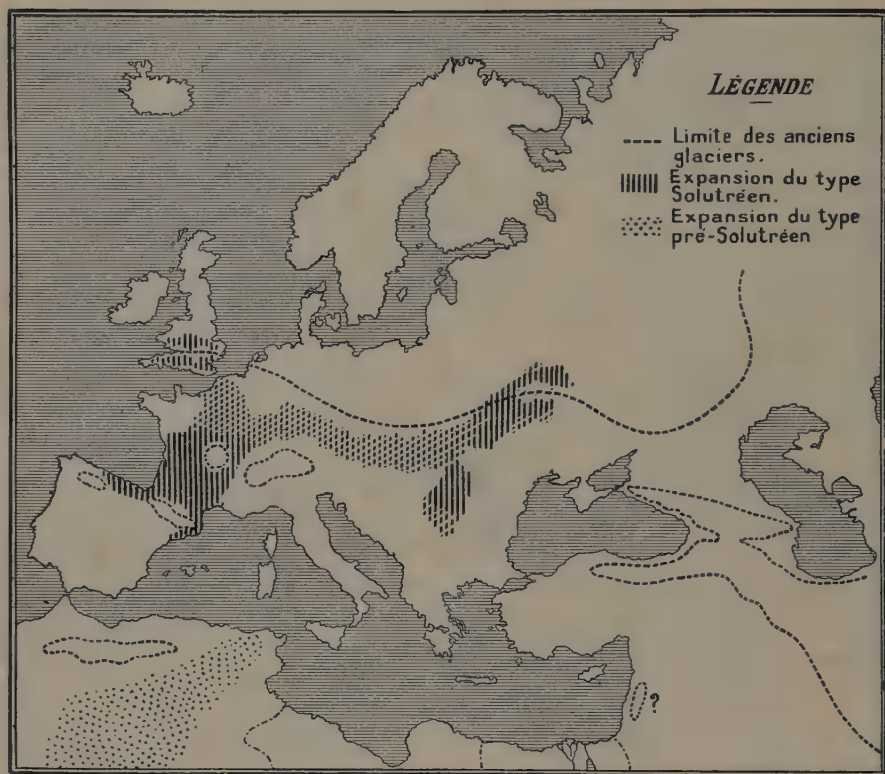 LÉGENDE
Limite des anciens
glaciers.
Expansion du type
Solutréen.
Expansion du type
pré-Solutréen
?